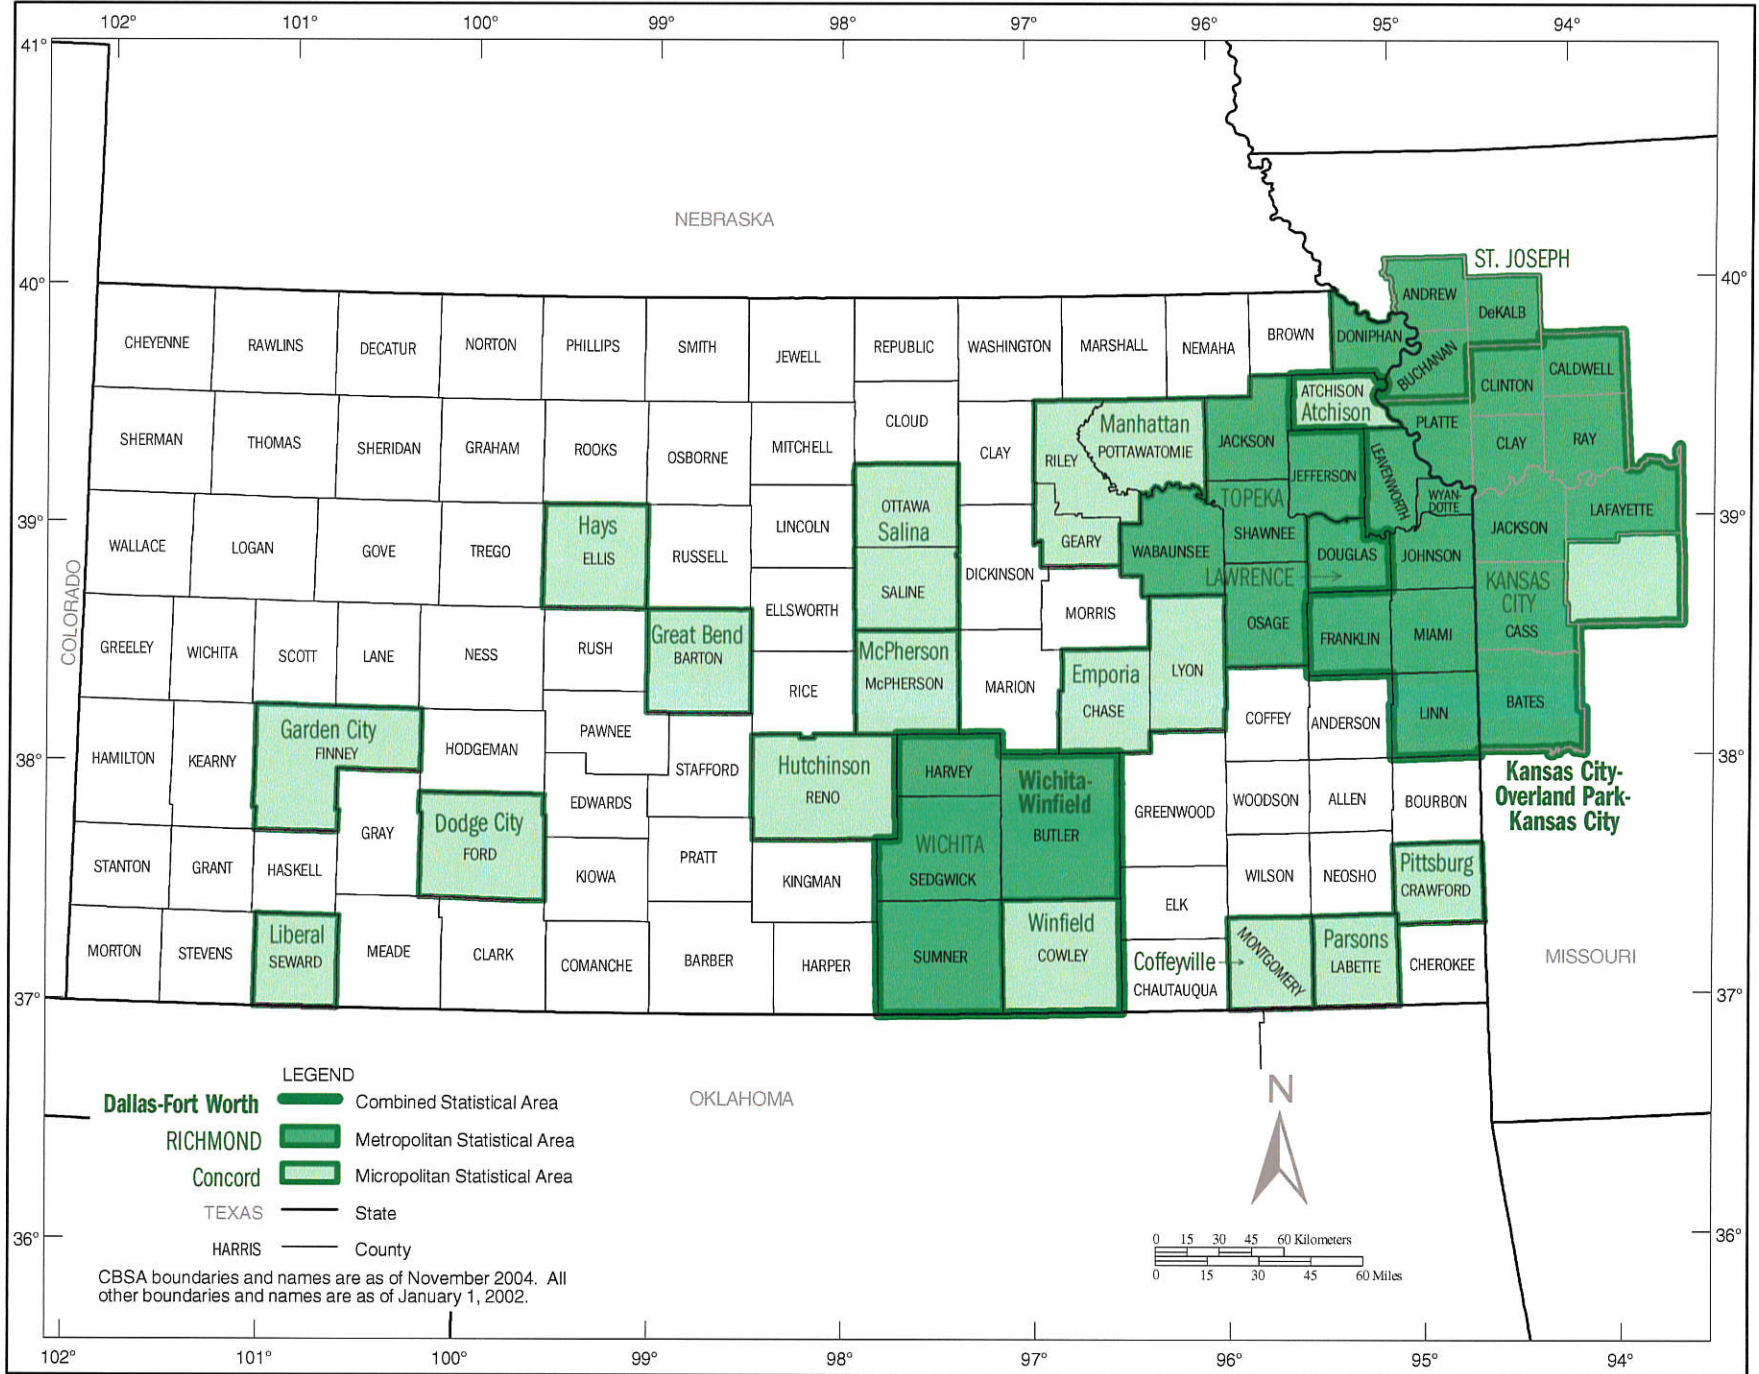 102° 101° 100° 99° 98° 97° 96° 95° 94°
41°
NEBRASKA
ST. JOSEPH
40° 40°
ANDREW
DeKALB
CHEYENNE RAWLINS DECATUR NORTON PHILLIPS SMITH JEWELL REPUBLIC WASHINGTON MARSHALL NEMAHA BROWN DONIPHAN
BUCHANAN CLINTON CALDWELL
ATCHISON
Atchison
SHERMAN THOMAS SHERIDAN GRAHAM ROOKS OSBORNE MITCHELL CLOUD CLAY
Manhattan
RILEY POTTAWATOMIE JACKSON JEFFERSON LEAVENWORTH PLATTE CLAY RAY
TOPEKA
WYAN-
DOTTE
39° 39°
WALLACE LOGAN GOVE TREGO
Hays
ELLIS
RUSSELL LINCOLN
OTTAWA
Salina
SALINE
DICKINSON GEARY WABAUNSEE SHAWNEE DOUGLAS JOHNSON JACKSON LAFAYETTE
LAWRENCE
KANSAS
CITY
COLORADO
GREELEY WICHITA SCOTT LANE NESS RUSH
Great Bend
BARTON
ELLSWORTH RICE
McPherson
McPHERSON
MARION MORRIS
Emporia
CHASE
LYON OSAGE FRANKLIN MIAMI CASS
COFFEY ANDERSON LINN BATES
38° 38°
HAMILTON KEARNY
Garden City
FINNEY
HODGEMAN PAWNEE STAFFORD EDWARDS
Hutchinson
RENO
HARVEY
Wichita-
Winfield
BUTLER
GREENWOOD WOODSON ALLEN BOURBON
Kansas City-
Overland Park-
Kansas City
STANTON GRANT HASKELL GRAY
Dodge City
FORD
KIOWA PRATT KINGMAN
WICHITA
SEDGWICK
ELK WILSON NEOSHO
Pittsburg
CRAWFORD
MORTON STEVENS
Liberal
SEWARD
MEADE CLARK COMANCHE BARBER HARPER SUMNER
Winfield
COWLEY
Coffeyville
CHAUTAUQUA
MONTGOMERY
Parsons
LABETTE
CHEROKEE
MISSOURI
37° 37°
OKLAHOMA
LEGEND
Dallas-Fort Worth Combined Statistical Area
RICHMOND Metropolitan Statistical Area
Concord Micropolitan Statistical Area
TEXAS State
HARRIS County
CBSA boundaries and names are as of November 2004. All
other boundaries and names are as of January 1, 2002.
N
0 15 30 45 60 Kilometers
0 15 30 45 60 Miles
36° 36°
102° 101° 100° 99° 98° 97° 96° 95° 94°